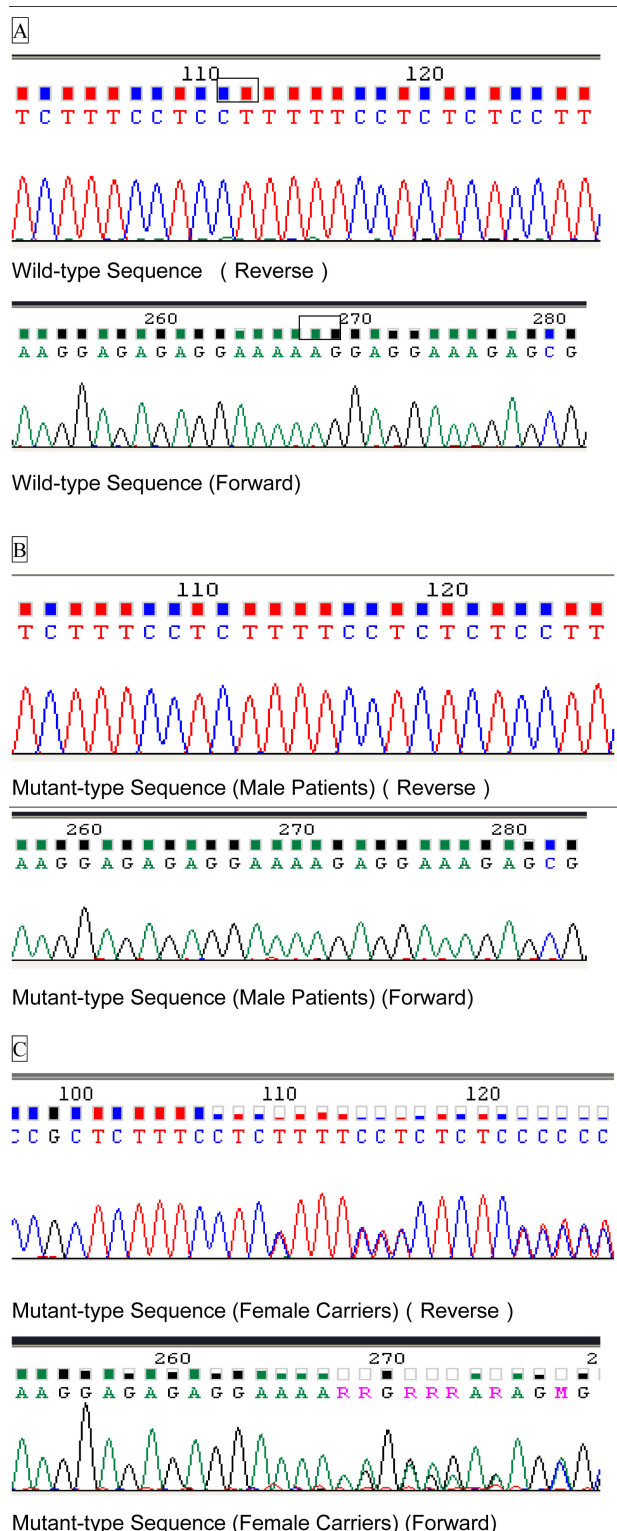 A
110 120
T C T T T C C T C C T T T T T C C T C T C T C C T T
Wild-type Sequence ( Reverse )
260 270 280
A A G G A G A G A G G A A A A A G G A G G A A A G A G C G
Wild-type Sequence (Forward)
B
110 120
T C T T T C C T C T T T T C C T C T C T C C T T
Mutant-type Sequence (Male Patients) ( Reverse )
260 270 280
A A G G A G A G A G G A A A A G A G G A A A G A G C G
Mutant-type Sequence (Male Patients) (Forward)
C
100 110 120
C C G C T C T T T C C T C T T T T C C T C T C T C C C C C C
Mutant-type Sequence (Female Carriers) ( Reverse )
260 270 2
A A G G A G A G A G G A A A A R R G R R R A R A G M G
Mutant-type Sequence (Female Carriers) (Forward)